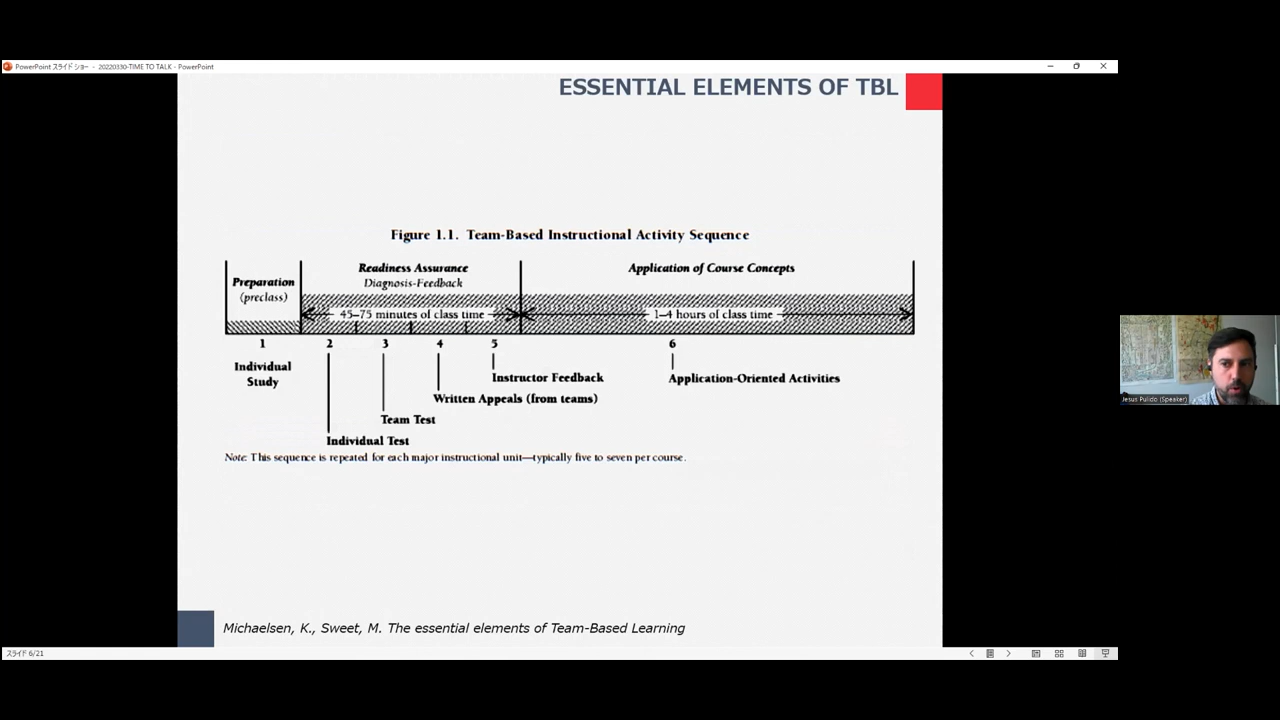 PowerPoint スライド ショー - 20220330-TIME TO TALK - PowerPoint
ESSENTIAL ELEMENTS OF TBL
Figure 1.1. Team-Based Instructional Activity Sequence
Preparation
(preclass)
Readiness Assurance
Diagnosis-Feedback
Application of Course Concepts
45–75 minutes of class time
1–4 hours of class time
1 2 3 4 5 6
Individual
Study
Instructor Feedback
Application-Oriented Activities
Written Appeals (from teams)
Team Test
Individual Test
Note: This sequence is repeated for each major instructional unit—typically five to seven per course.
Jesus Pulido (Speaker)
Michaelsen, K., Sweet, M. The essential elements of Team-Based Learning
スライド 6/21